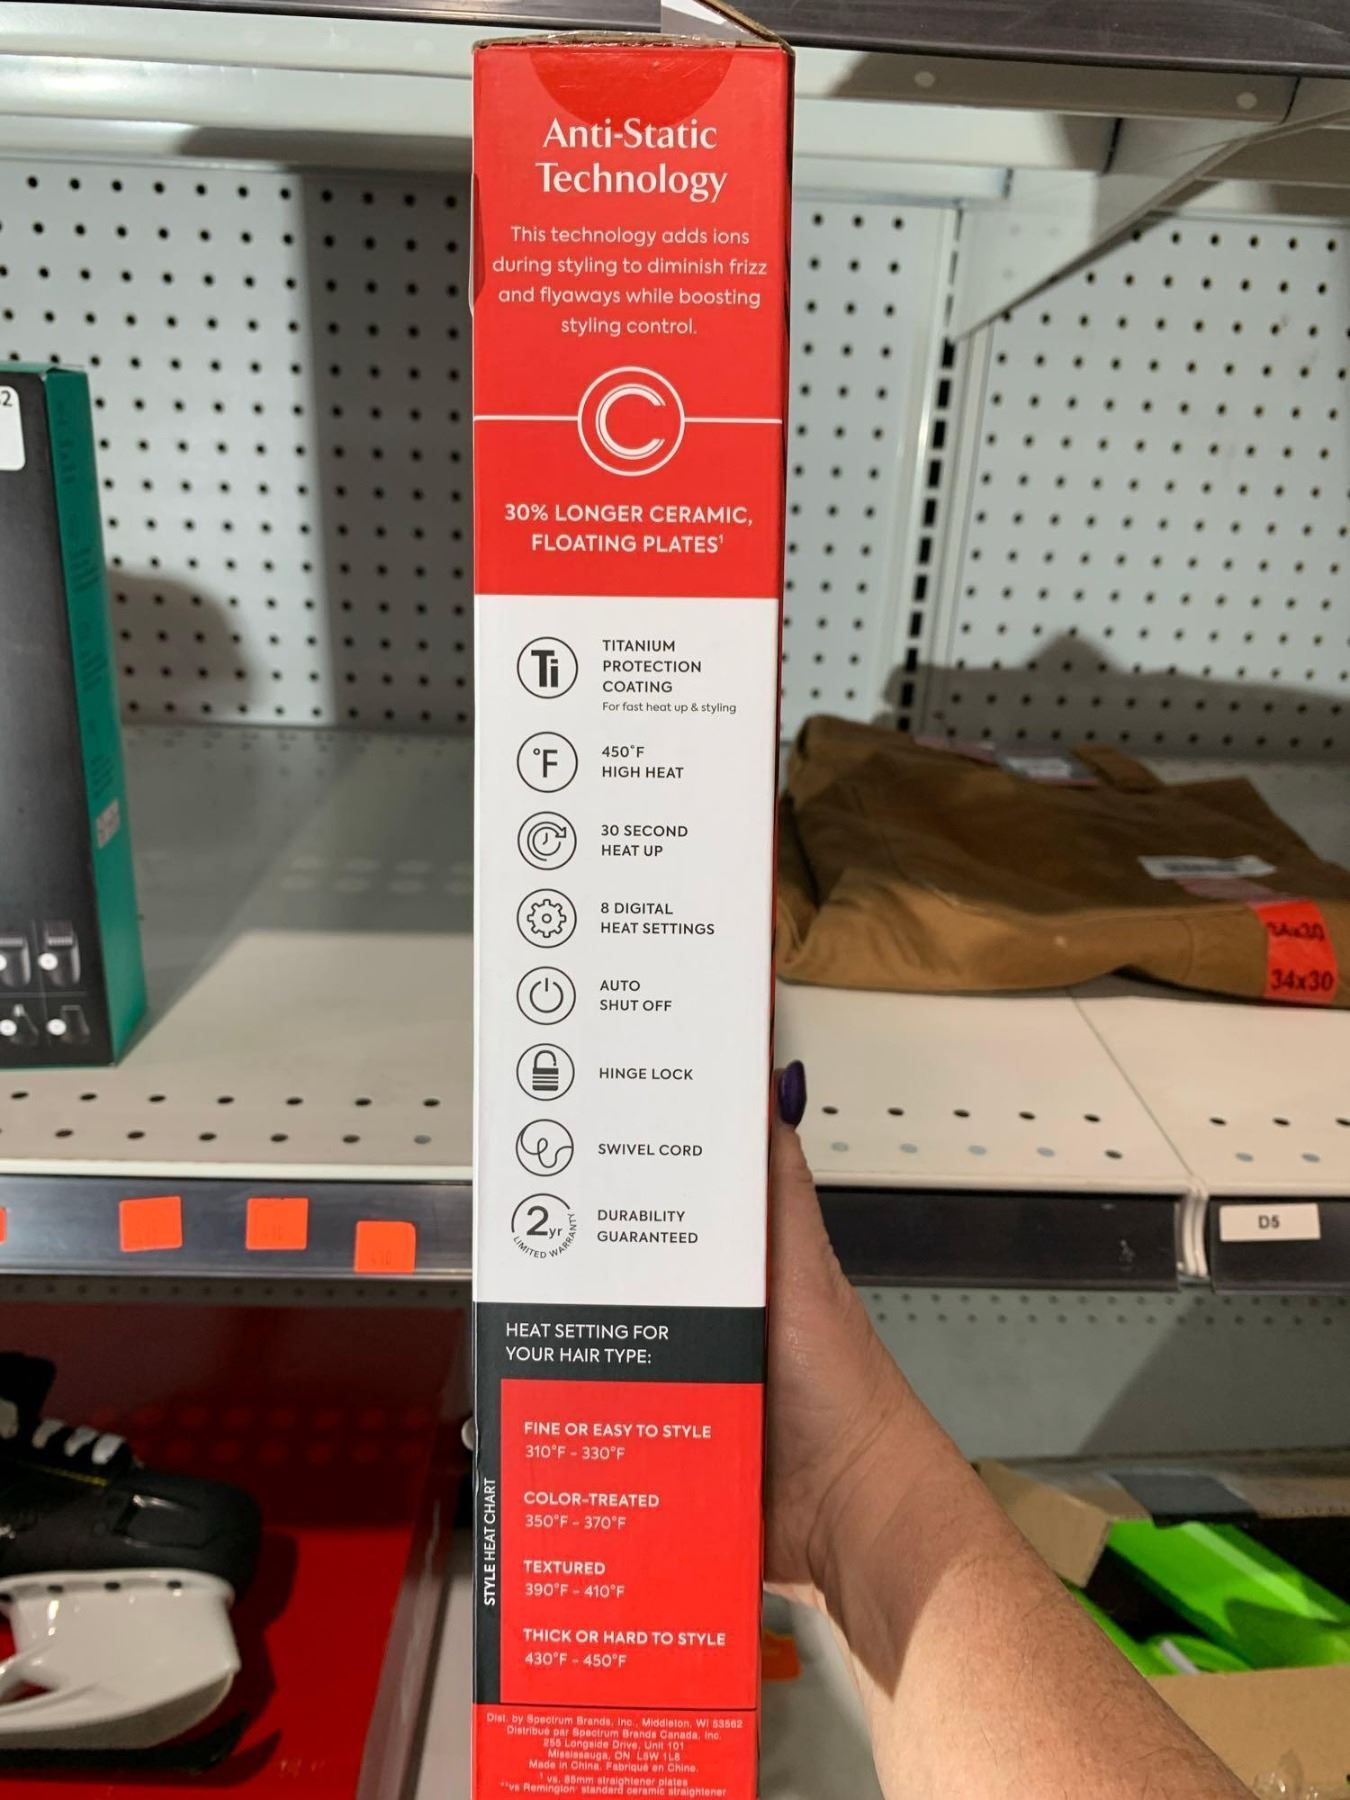 Anti-Static
Technology
This technology adds ions
during styling to diminish frizz
and flyaways while boosting
styling control.
C
30% LONGER CERAMIC,
FLOATING PLATES¹
Ti
TITANIUM
PROTECTION
COATING
For fast heat up & styling
°F
450°F
HIGH HEAT
30 SECOND
HEAT UP
8 DIGITAL
HEAT SETTINGS
AUTO
SHUT OFF
HINGE LOCK
SWIVEL CORD
2yr
LIMITED WARRANTY
DURABILITY
GUARANTEED
HEAT SETTING FOR
YOUR HAIR TYPE:
STYLE HEAT CHART
FINE OR EASY TO STYLE
310°F - 330°F
COLOR-TREATED
350°F - 370°F
TEXTURED
390°F - 410°F
THICK OR HARD TO STYLE
430°F - 450°F
Dist. by Spectrum Brands, Inc., Middleton, WI 53562
Distribué par Spectrum Brands Canada, Inc.
255 Longside Drive, Unit 101
Mississauga, ON L5W 1L8
Made in China. Fabriqué en Chine.
¹ vs. 85mm straightener plates
**vs Remington® standard ceramic straightener
34x30
34x30
D5